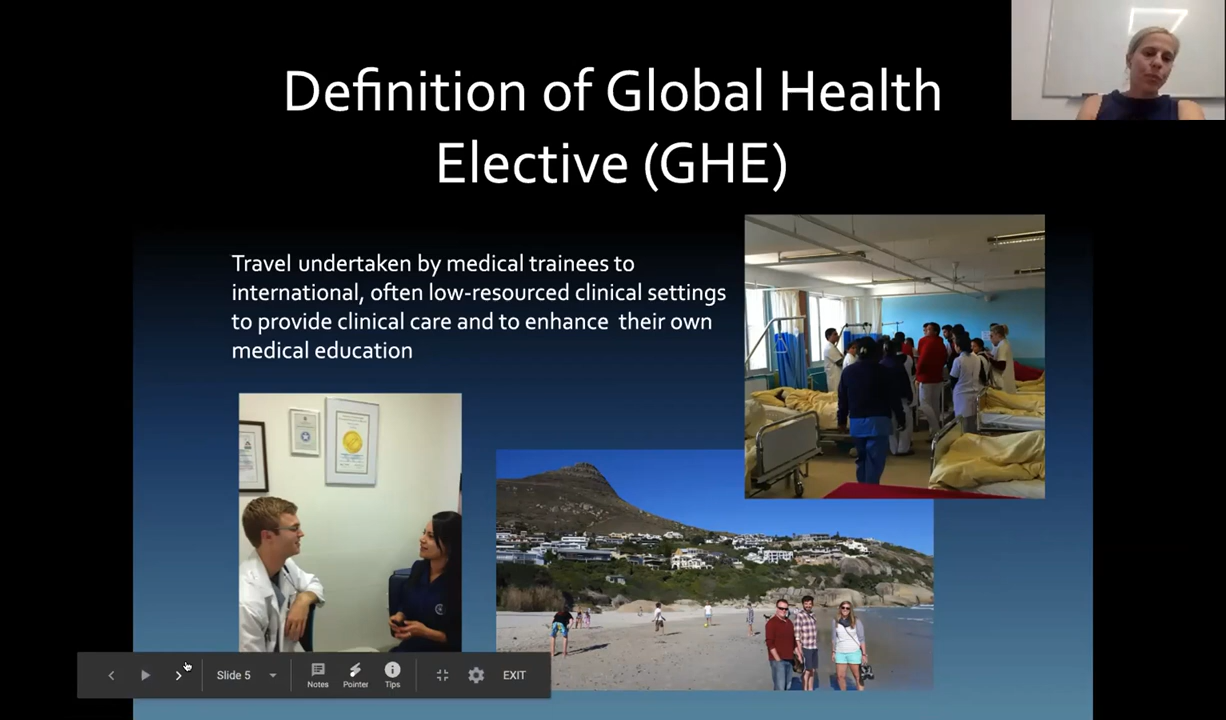 Definition of Global Health
Elective (GHE)
Travel undertaken by medical trainees to
international, often low-resourced clinical settings
to provide clinical care and to enhance their own
medical education
Slide 5
Notes
Pointer
Tips
EXIT